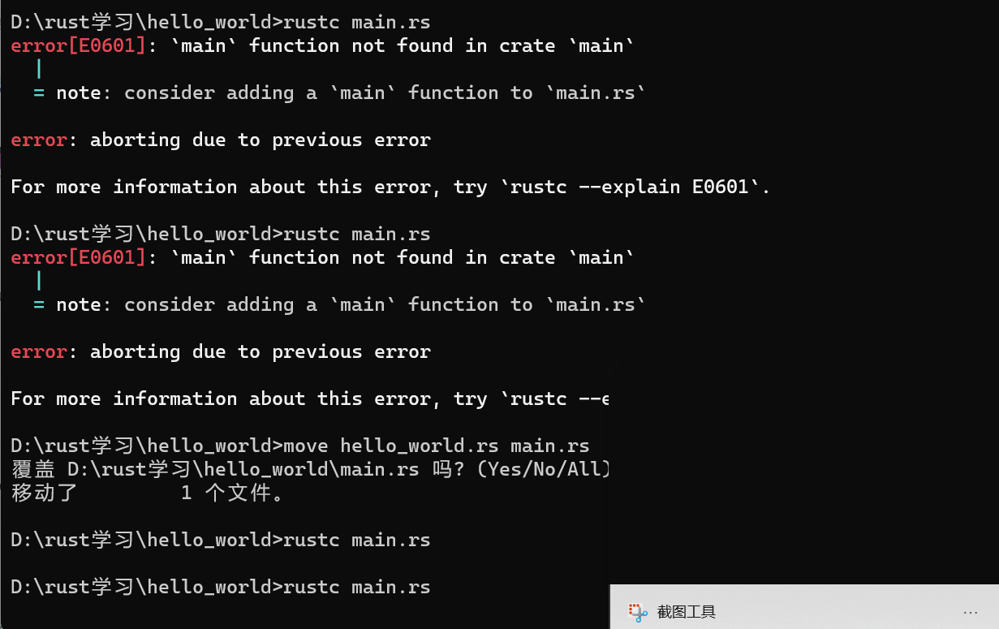 D:\rust学习\hello_world>rustc main.rs
error[E0601]: `main` function not found in crate `main`
  |
  = note: consider adding a `main` function to `main.rs`
error: aborting due to previous error
For more information about this error, try `rustc --explain E0601`.
D:\rust学习\hello_world>rustc main.rs
error[E0601]: `main` function not found in crate `main`
  |
  = note: consider adding a `main` function to `main.rs`
error: aborting due to previous error
For more information about this error, try `rustc --e
D:\rust学习\hello_world>move hello_world.rs main.rs
覆盖 D:\rust学习\hello_world\main.rs 吗? (Yes/No/All)
移动了         1 个文件。
D:\rust学习\hello_world>rustc main.rs
D:\rust学习\hello_world>rustc main.rs
截图工具 ...